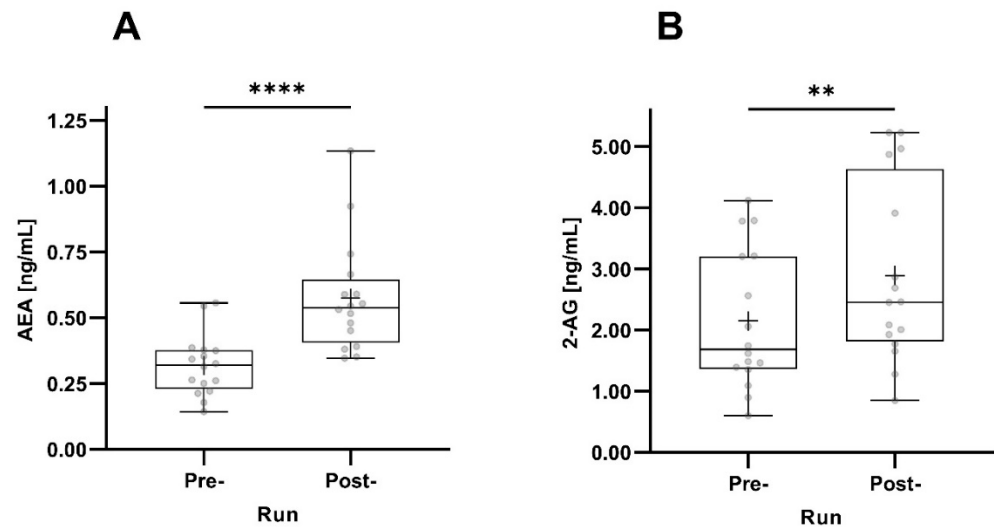 A
****
AEA [ng/mL]
1.25
1.00
0.75
0.50
0.25
0.00
Pre-
Post-
Run
B
**
2-AG [ng/mL]
5.00
4.00
3.00
2.00
1.00
0.00
Pre-
Post-
Run